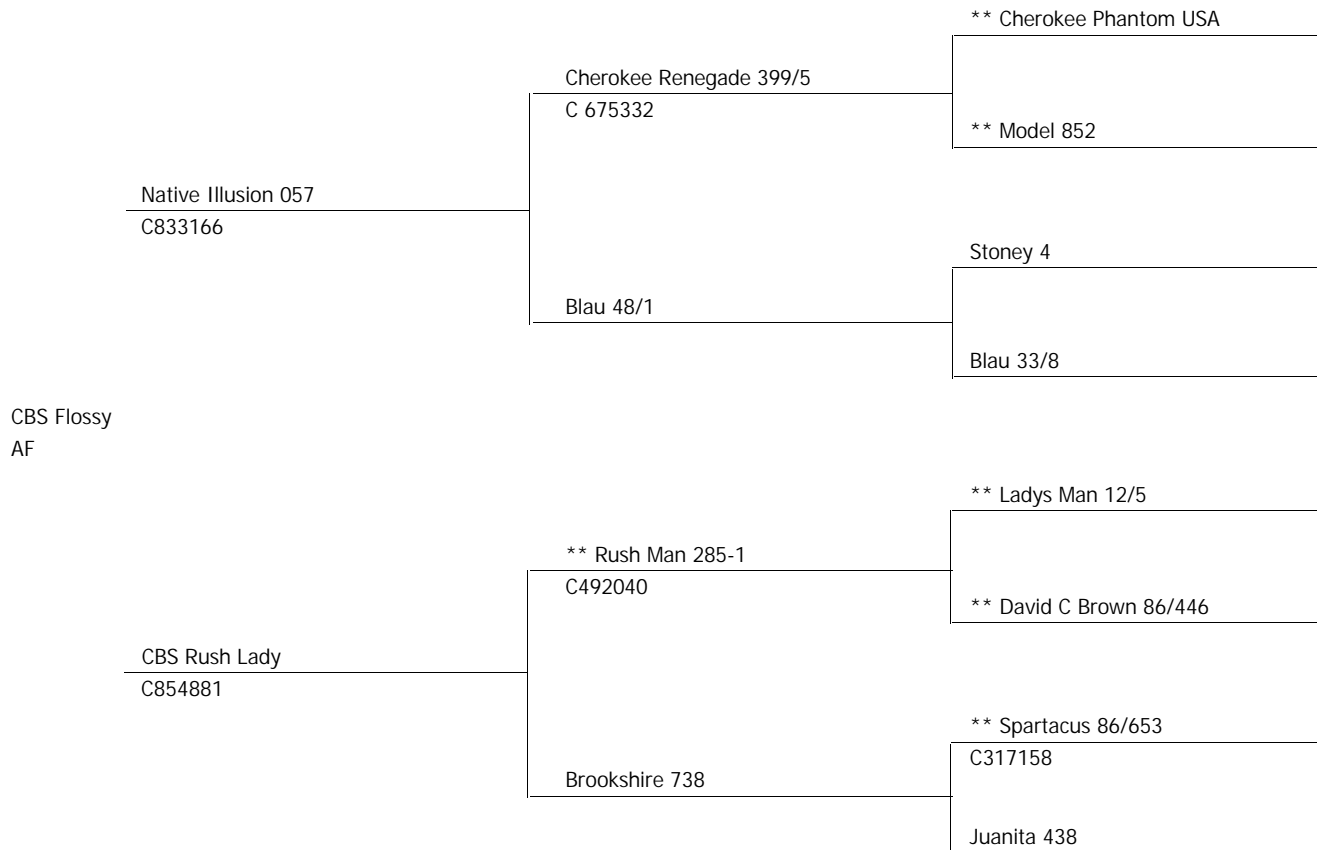 ** Cherokee Phantom USA
Cherokee Renegade 399/5
C 675332
** Model 852
Native Illusion 057
C833166
Stoney 4
Blau 48/1
Blau 33/8
CBS Flossy
AF
** Ladys Man 12/5
** Rush Man 285-1
C492040
** David C Brown 86/446
CBS Rush Lady
C854881
** Spartacus 86/653
C317158
Brookshire 738
Juanita 438